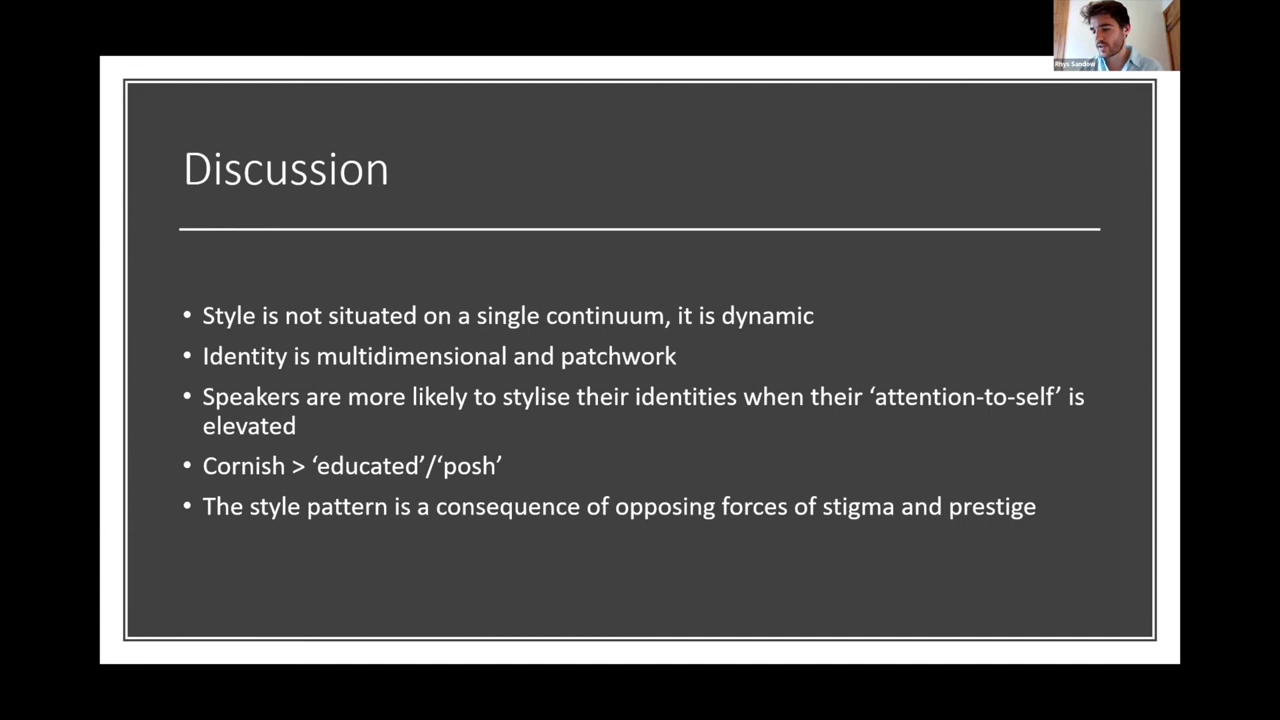 Rhys Sandow
Discussion
• Style is not situated on a single continuum, it is dynamic
• Identity is multidimensional and patchwork
• Speakers are more likely to stylise their identities when their ‘attention-to-self’ is
elevated
• Cornish > ‘educated’/‘posh’
• The style pattern is a consequence of opposing forces of stigma and prestige